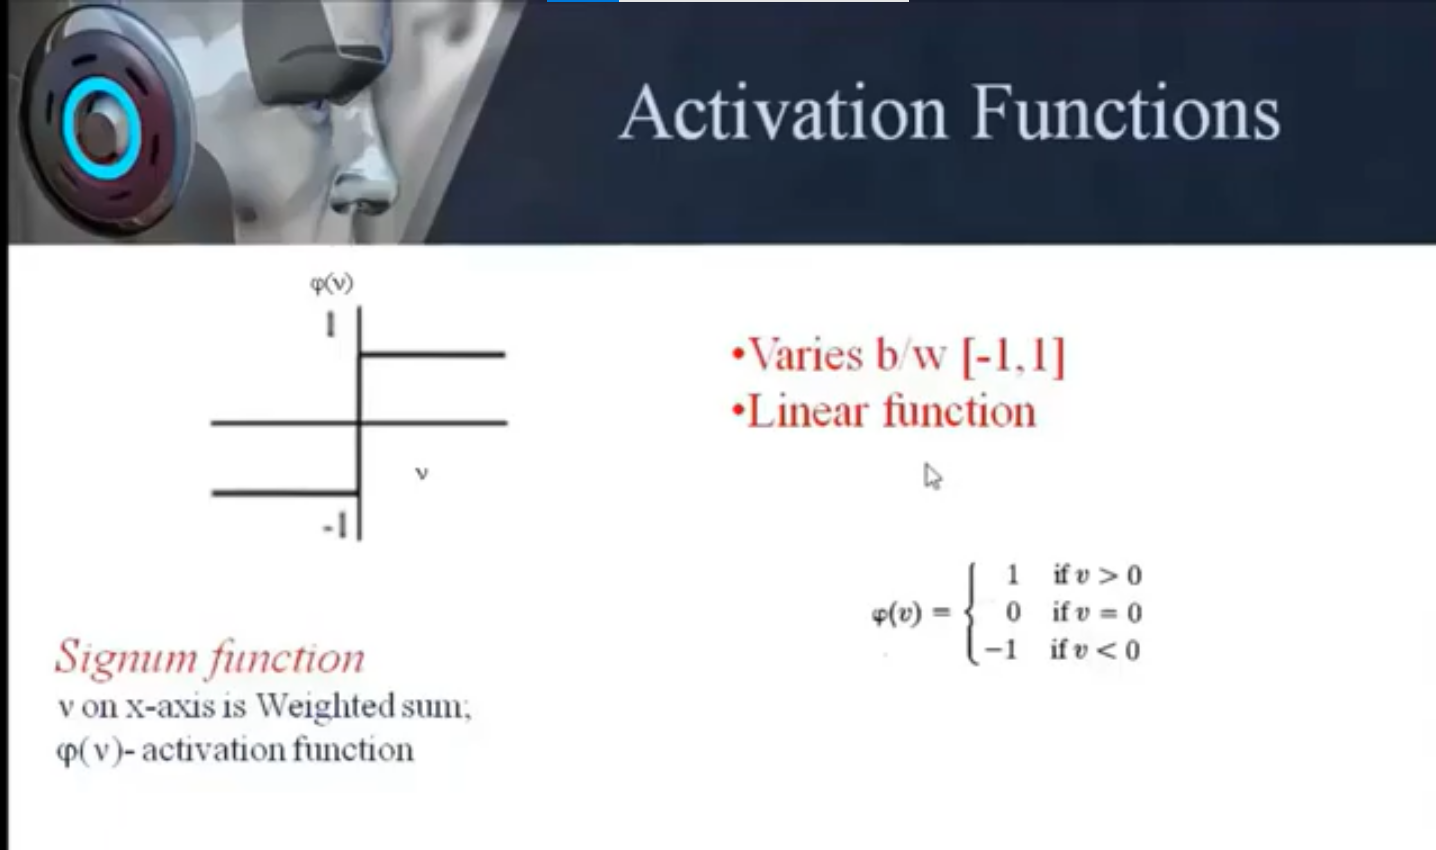 Activation Functions
φ(v)
1
-1
v
•Varies b/w [-1,1]
•Linear function
φ(v) = { 1 if v > 0
0 if v = 0
−1 if v < 0
Signum function
v on x-axis is Weighted sum;
φ(v)- activation function